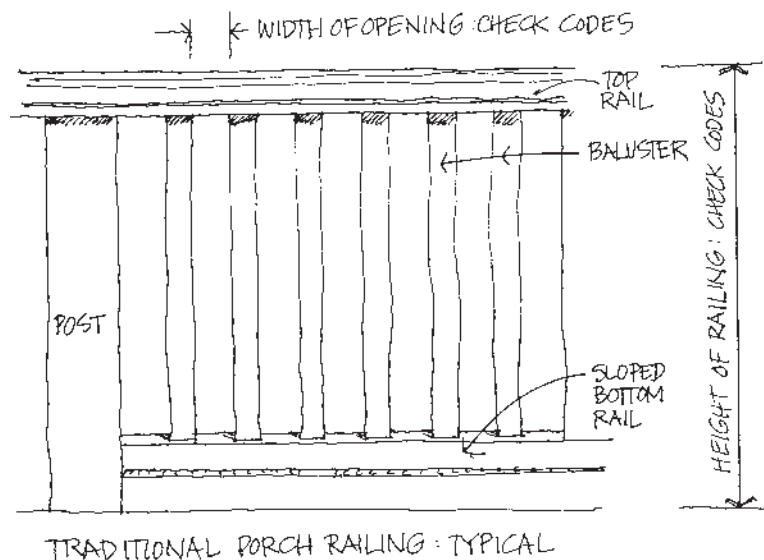 WIDTH OF OPENING: CHECK CODES
TOP
RAIL
BALUSTER
POST
SLOPED
BOTTOM
RAIL
HEIGHT OF RAILING: CHECK CODES
TRADITIONAL PORCH RAILING: TYPICAL